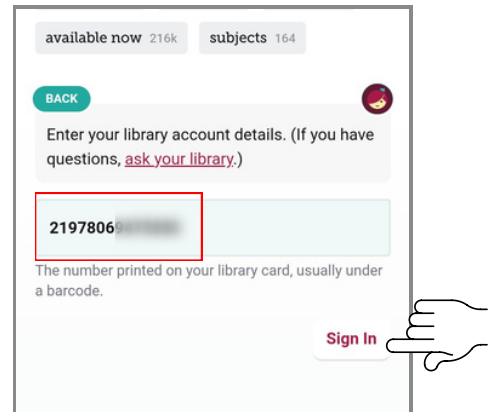 available now 216k subjects 164
BACK
Enter your library account details. (If you have
questions, ask your library.)
2197806
The number printed on your library card, usually under
a barcode.
Sign In